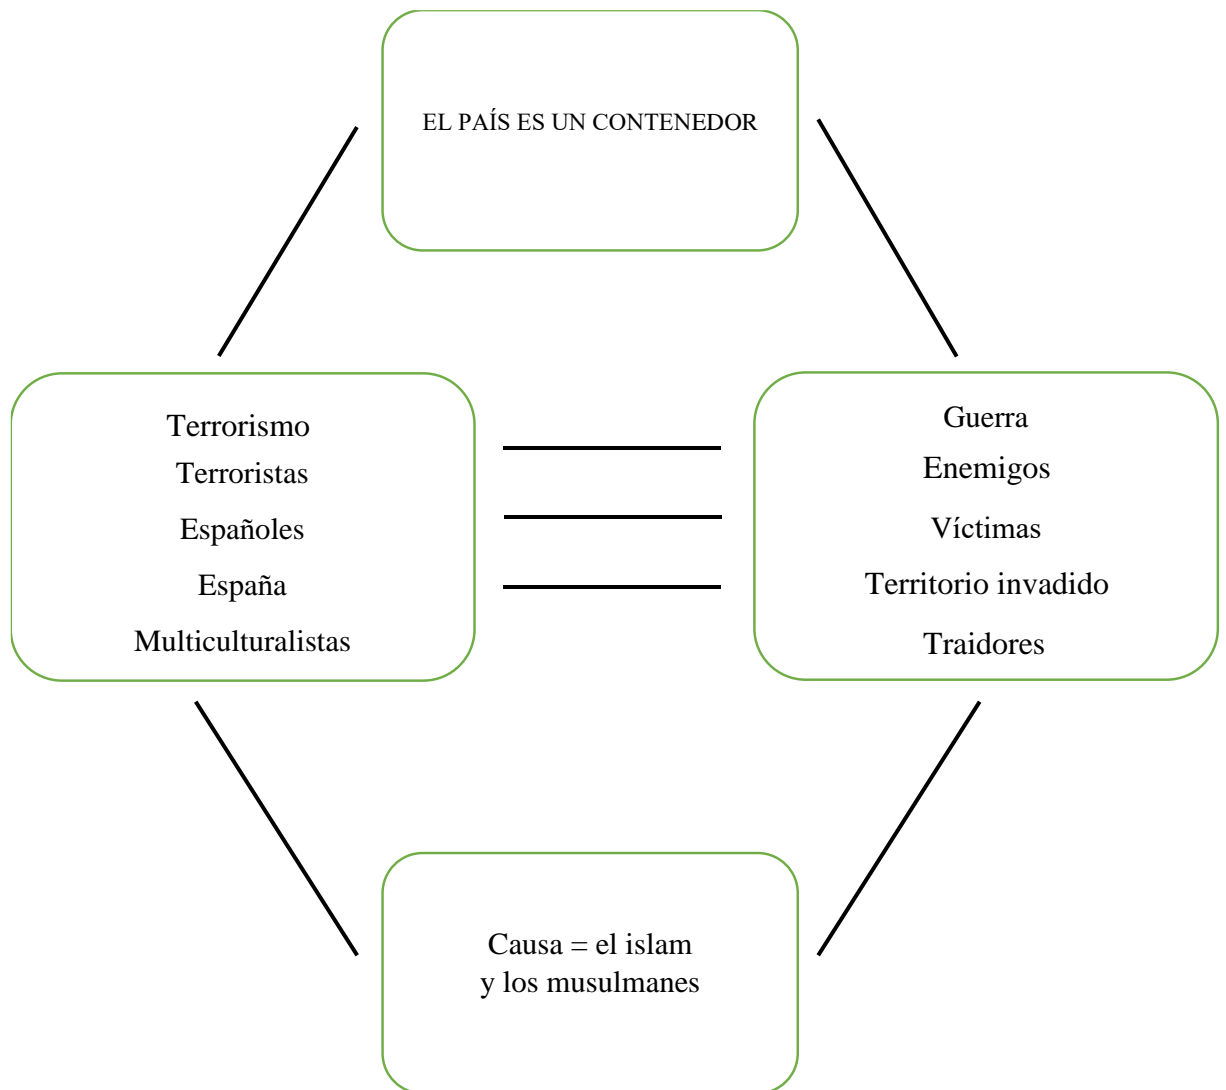 EL PAÍS ES UN CONTENEDOR
Terrorismo
Terroristas
Españoles
España
Multiculturalistas
Guerra
Enemigos
Víctimas
Territorio invadido
Traidores
Causa = el islam
y los musulmanes